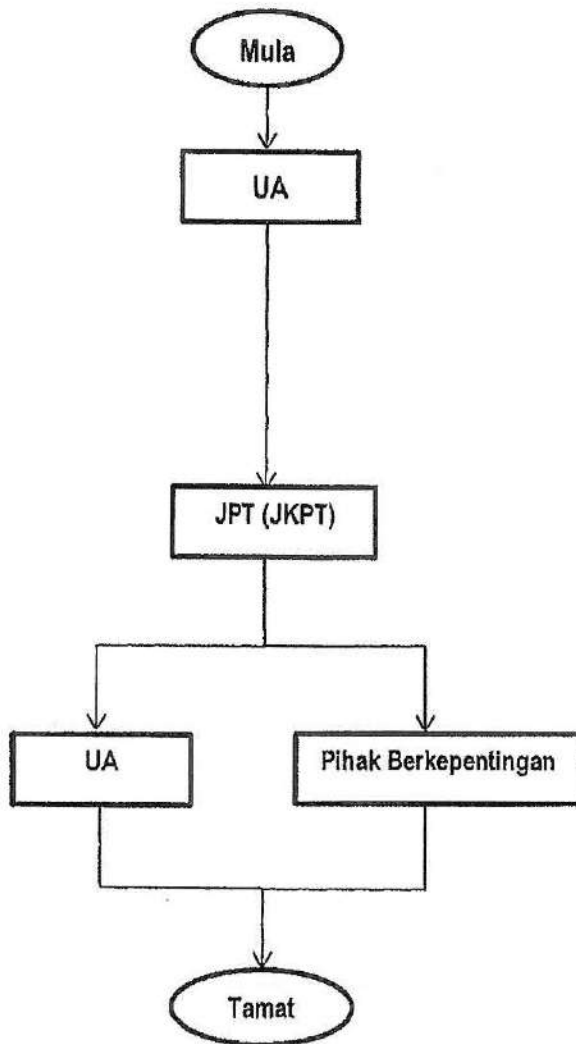 Mula
UA
JPT (JKPT)
UA
Pihak Berkepentingan
Tamat